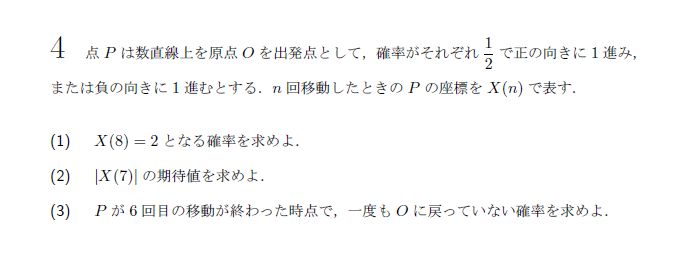 4 点 P は数直線上を原点 O を出発点として，確率がそれぞれ 1/2 で正の向きに 1 進み，
または負の向きに 1 進むとする．n 回移動したときの P の座標を X(n) で表す．
(1) X(8) = 2 となる確率を求めよ．
(2) |X(7)| の期待値を求めよ．
(3) P が 6 回目の移動が終わった時点で，一度も O に戻っていない確率を求めよ．